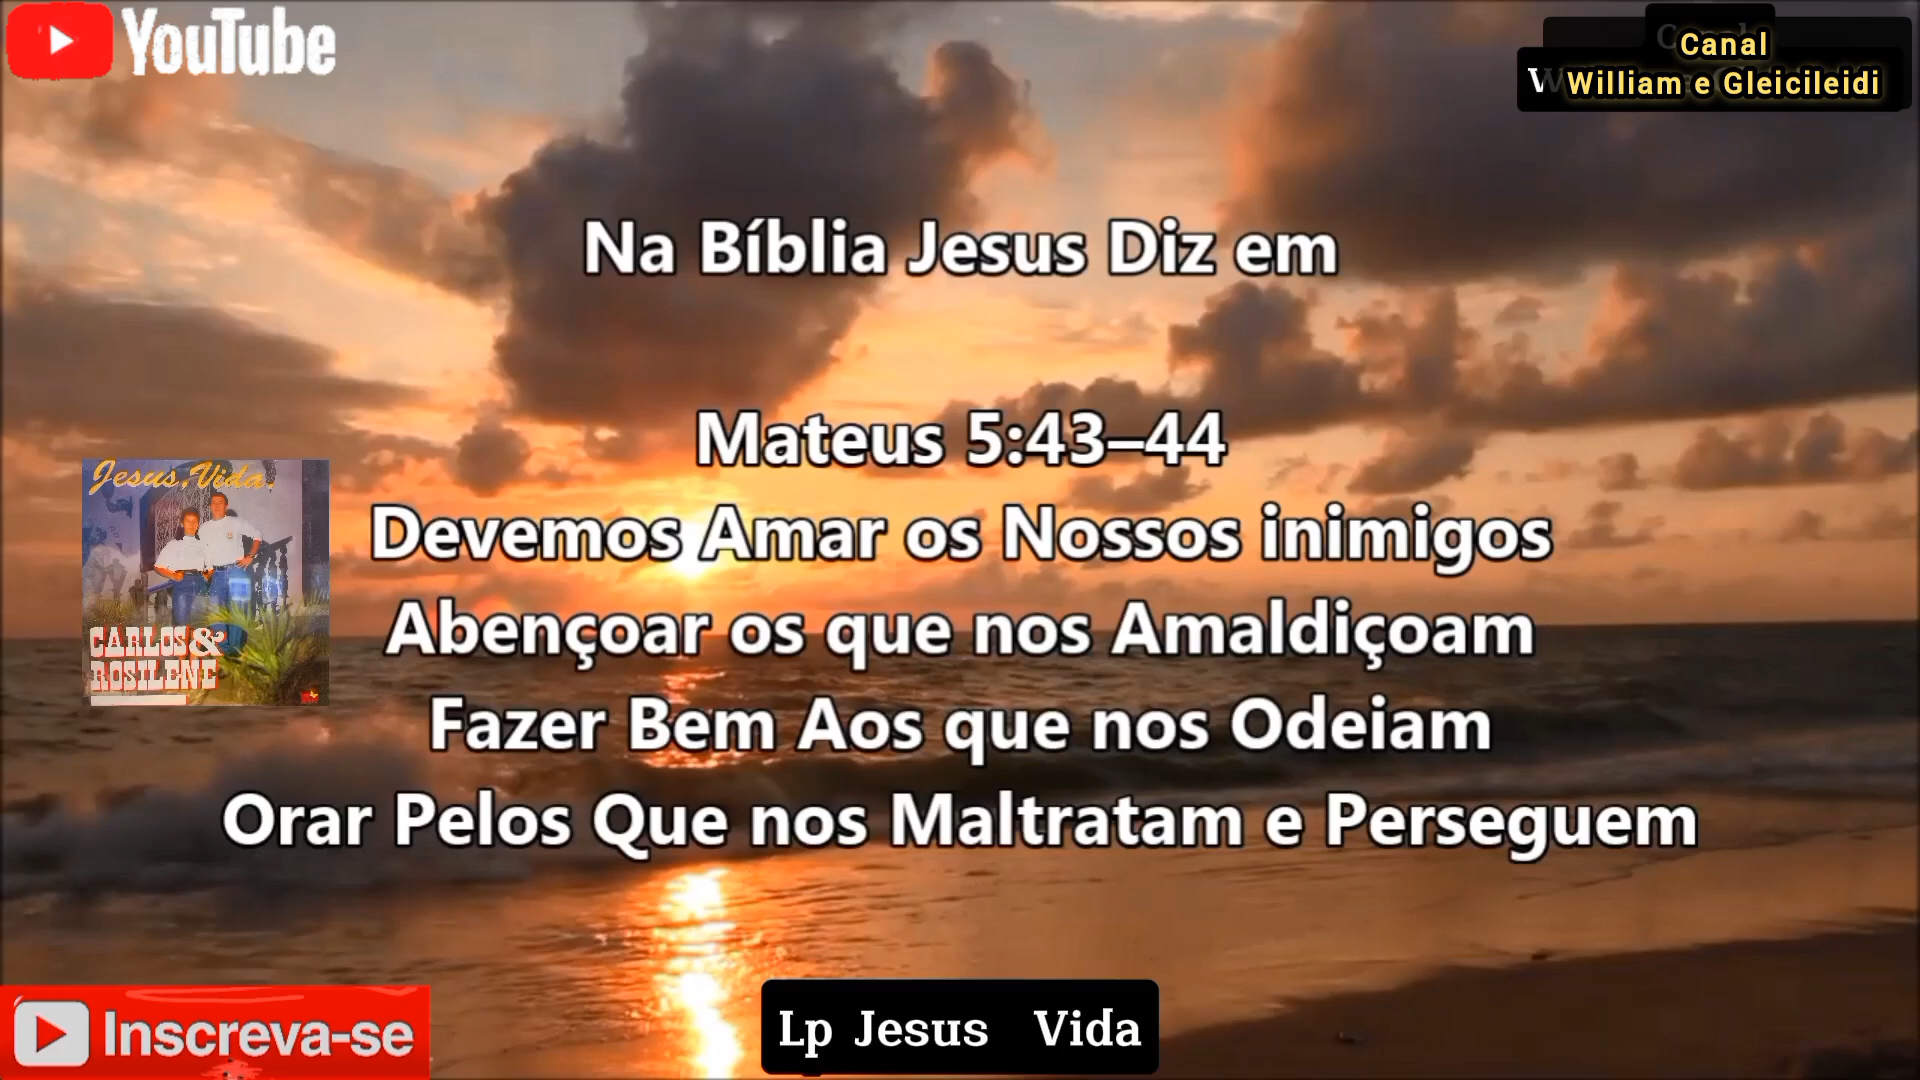 YouTube
Canal
William e Gleicileidi
Na Bíblia Jesus Diz em
Mateus 5:43–44
Devemos Amar os Nossos inimigos
Abençoar os que nos Amaldiçoam
Fazer Bem Aos que nos Odeiam
Orar Pelos Que nos Maltratam e Perseguem
Jesus, Vida.
CARLOS &
ROSILENE
Inscreva-se
Lp Jesus Vida